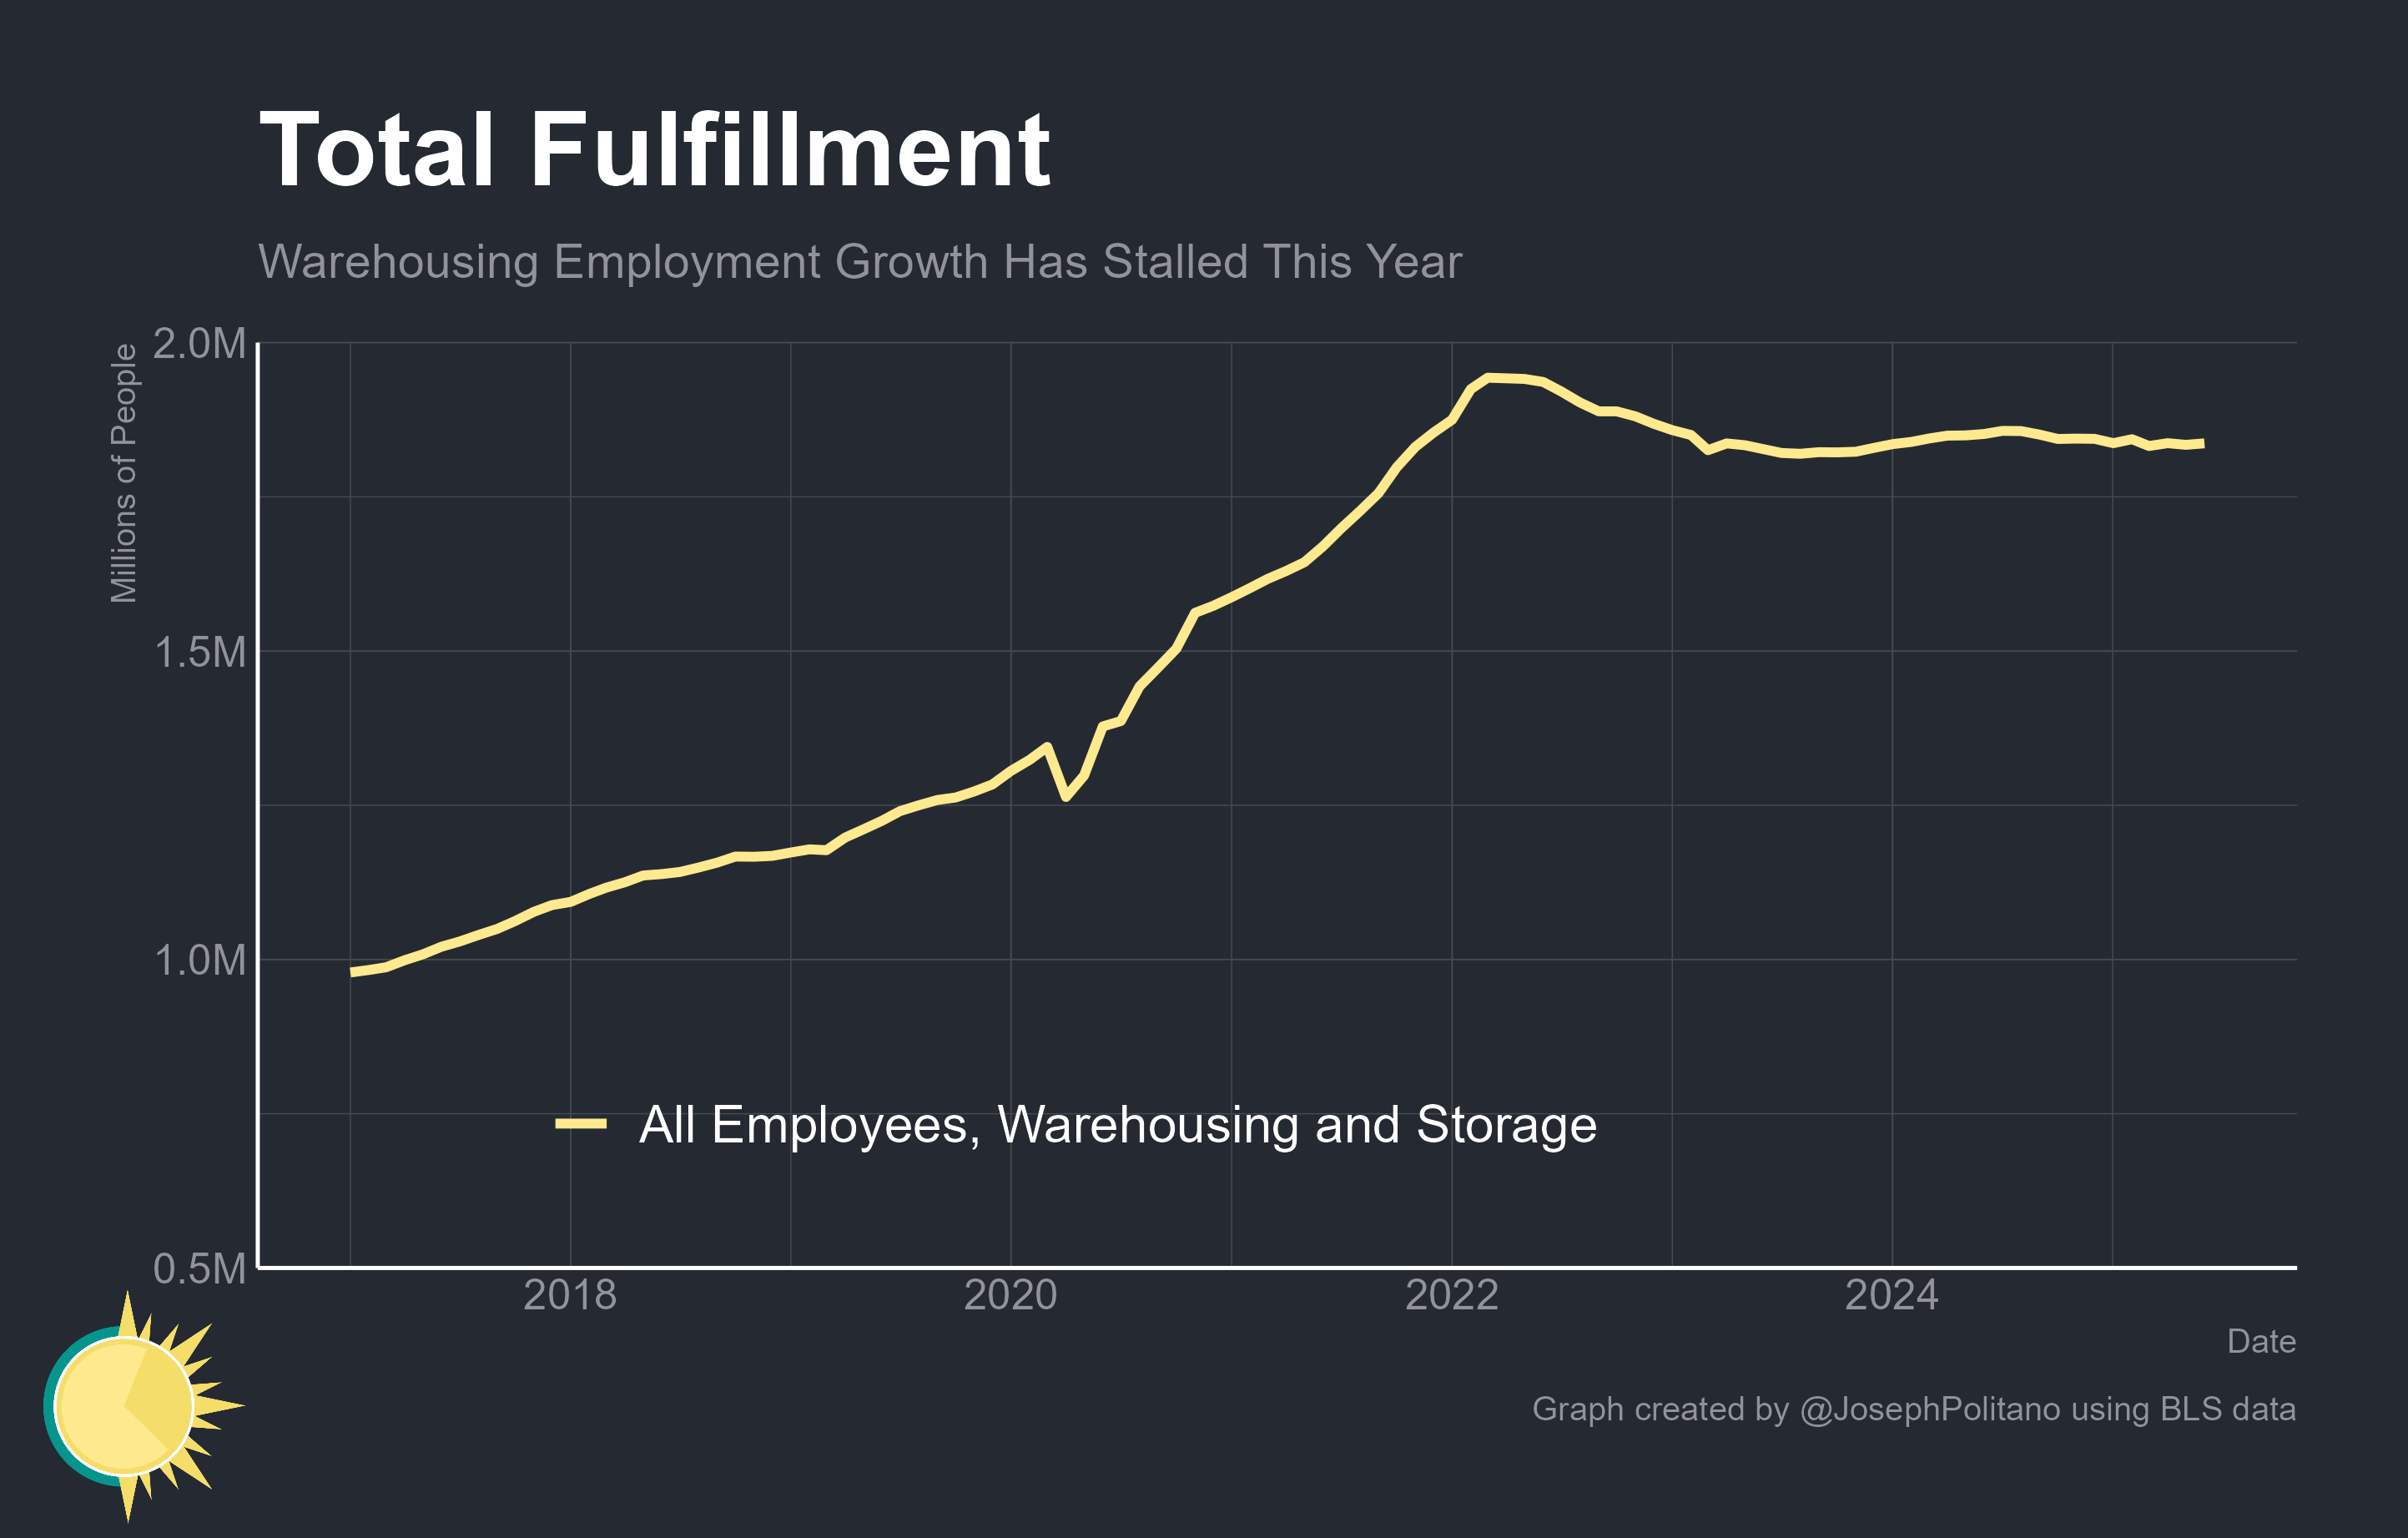 Total Fulfillment
Warehousing Employment Growth Has Stalled This Year
Millions of People
2.0M
1.5M
1.0M
0.5M
All Employees, Warehousing and Storage
2018
2020
2022
2024
Date
Graph created by @JosephPolitano using BLS data